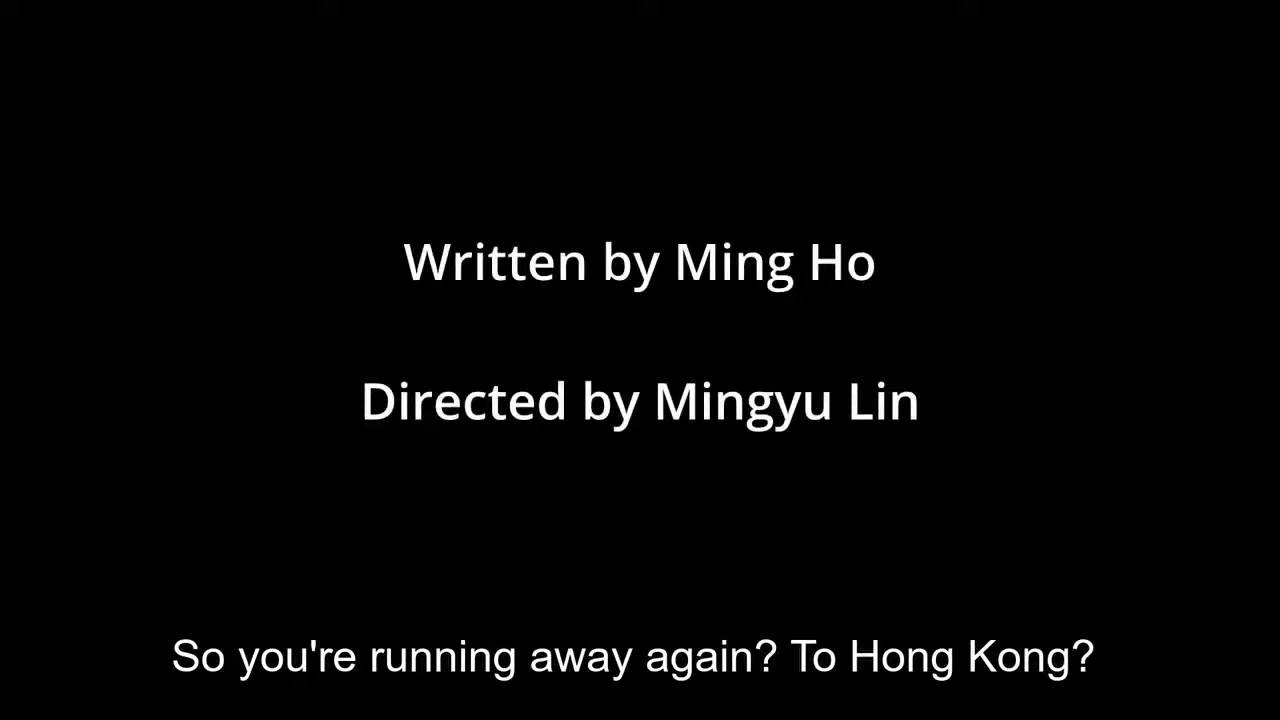 Written by Ming Ho
Directed by Mingyu Lin
So you're running away again? To Hong Kong?